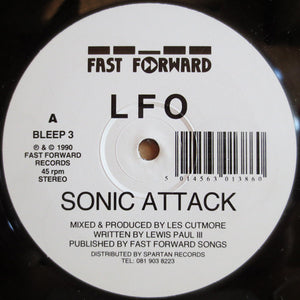 FAST FORWARD
LFO
A
BLEEP 3
℗ & © 1990
FAST FORWARD
RECORDS
45 rpm
STEREO
5 014563 013860
SONIC ATTACK
MIXED & PRODUCED BY LES CUTMORE
WRITTEN BY LEWIS PAUL III
PUBLISHED BY FAST FORWARD SONGS
DISTRIBUTED BY SPARTAN RECORDS
TEL: 081 903 8223